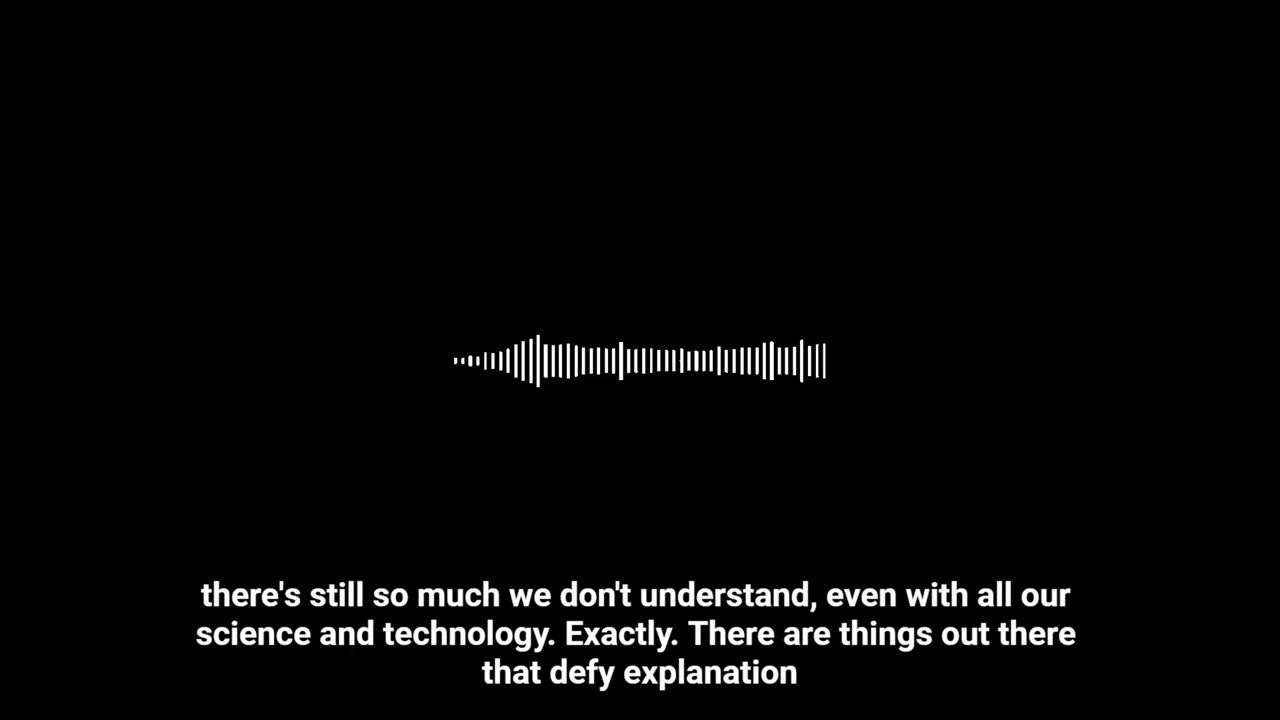 there's still so much we don't understand, even with all our
science and technology. Exactly. There are things out there
that defy explanation